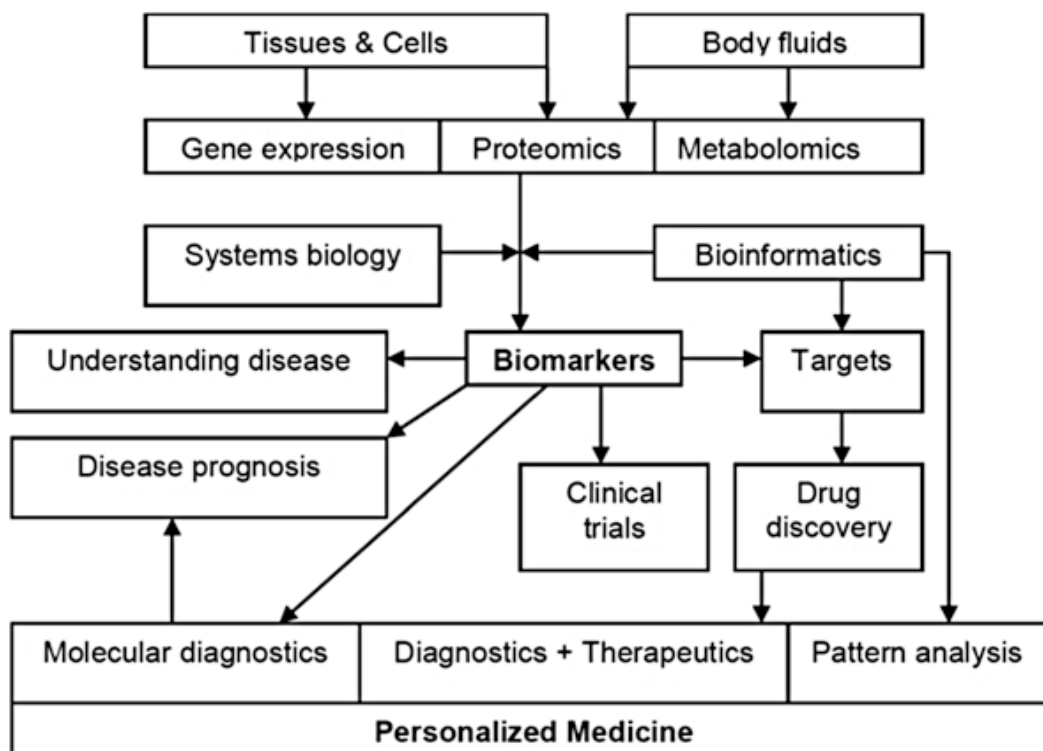 Tissues & Cells
Body fluids
Gene expression
Proteomics
Metabolomics
Systems biology
Bioinformatics
Understanding disease
Biomarkers
Targets
Disease prognosis
Clinical
trials
Drug
discovery
Molecular diagnostics
Diagnostics + Therapeutics
Pattern analysis
Personalized Medicine